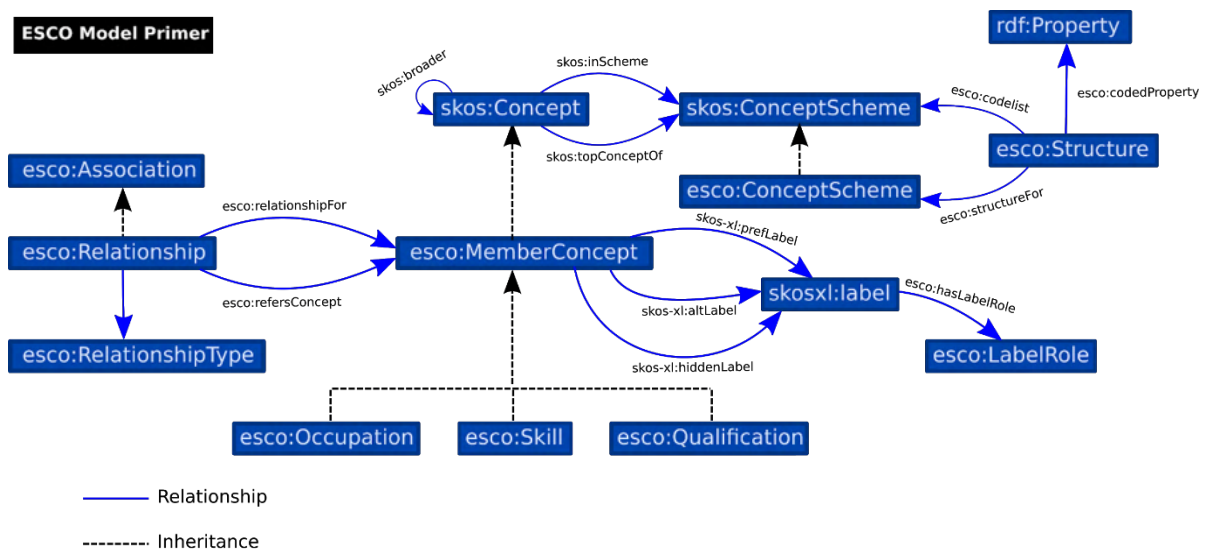 ESCO Model Primer
rdf:Property
skos:broader
skos:inScheme
esco:codedProperty
skos:Concept
skos:ConceptScheme
esco:codelist
skos:topConceptOf
esco:Structure
esco:Association
esco:ConceptScheme
esco:structureFor
esco:relationshipFor
skos-xl:prefLabel
esco:Relationship
esco:MemberConcept
esco:refersConcept
skosxl:label
esco:hasLabelRole
skos-xl:altLabel
esco:RelationshipType
skos-xl:hiddenLabel
esco:LabelRole
esco:Occupation
esco:Skill
esco:Qualification
Relationship
Inheritance